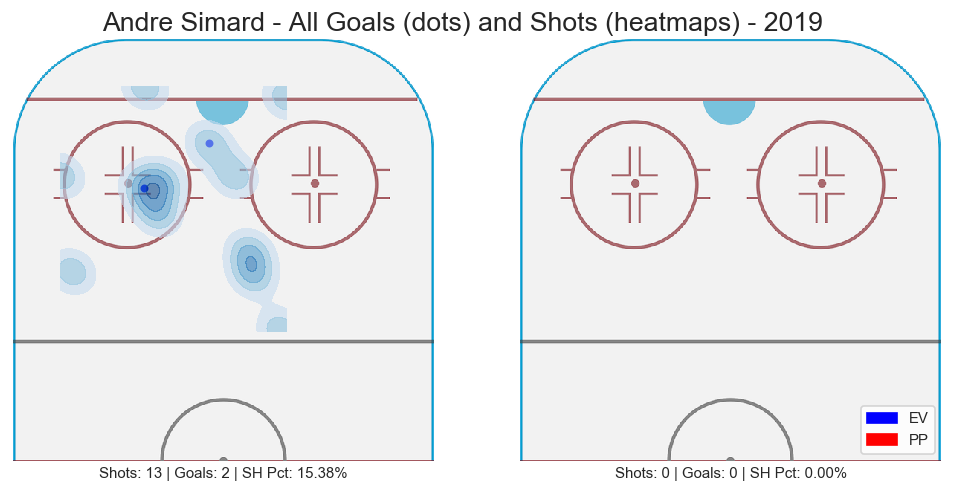 Andre Simard - All Goals (dots) and Shots (heatmaps) - 2019
EV
PP
Shots: 13 | Goals: 2 | SH Pct: 15.38%
Shots: 0 | Goals: 0 | SH Pct: 0.00%